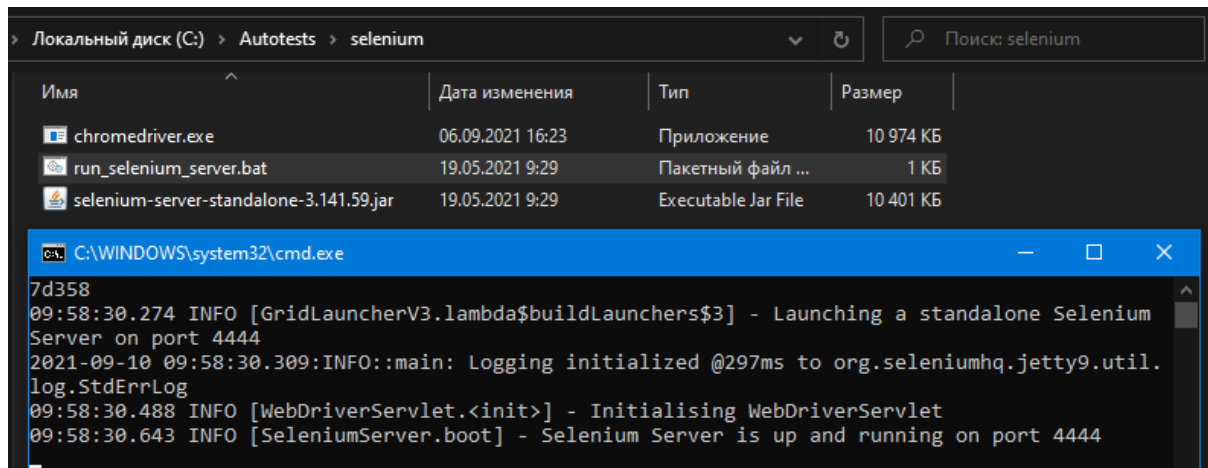 Локальный диск (C:) > Autotests > selenium
Поиск: selenium
Имя Дата изменения Тип Размер
chromedriver.exe 06.09.2021 16:23 Приложение 10 974 КБ
run_selenium_server.bat 19.05.2021 9:29 Пакетный файл ... 1 КБ
selenium-server-standalone-3.141.59.jar 19.05.2021 9:29 Executable Jar File 10 401 КБ
C:\WINDOWS\system32\cmd.exe
7d358
09:58:30.274 INFO [GridLauncherV3.lambda$buildLaunchers$3] - Launching a standalone Selenium
Server on port 4444
2021-09-10 09:58:30.309:INFO::main: Logging initialized @297ms to org.seleniumhq.jetty9.util.
log.StdErrLog
09:58:30.488 INFO [WebDriverServlet.<init>] - Initialising WebDriverServlet
09:58:30.643 INFO [SeleniumServer.boot] - Selenium Server is up and running on port 4444